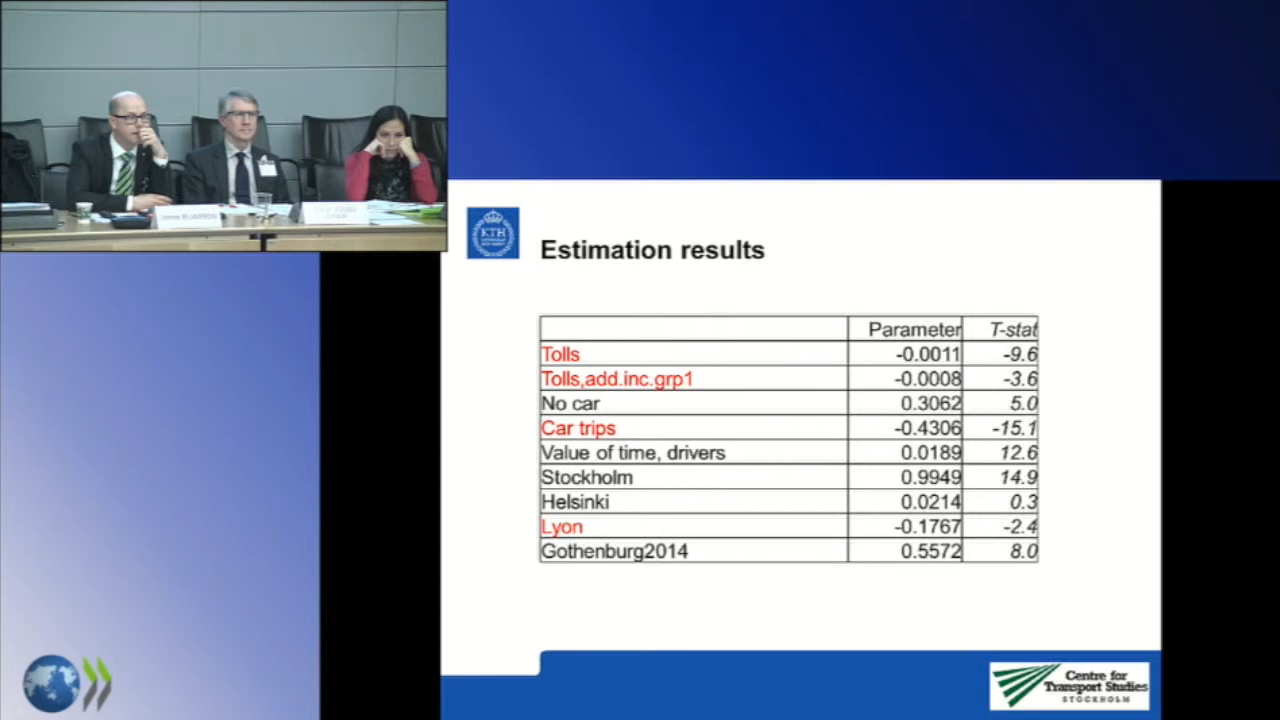 KTH
Estimation results
Parameter T-stat
Tolls -0.0011 -9.6
Tolls,add.inc.grp1 -0.0008 -3.6
No car 0.3062 5.0
Car trips -0.4306 -15.1
Value of time, drivers 0.0189 12.6
Stockholm 0.9949 14.9
Helsinki 0.0214 0.3
Lyon -0.1767 -2.4
Gothenburg2014 0.5572 8.0
Centre for
Transport Studies
STOCKHOLM